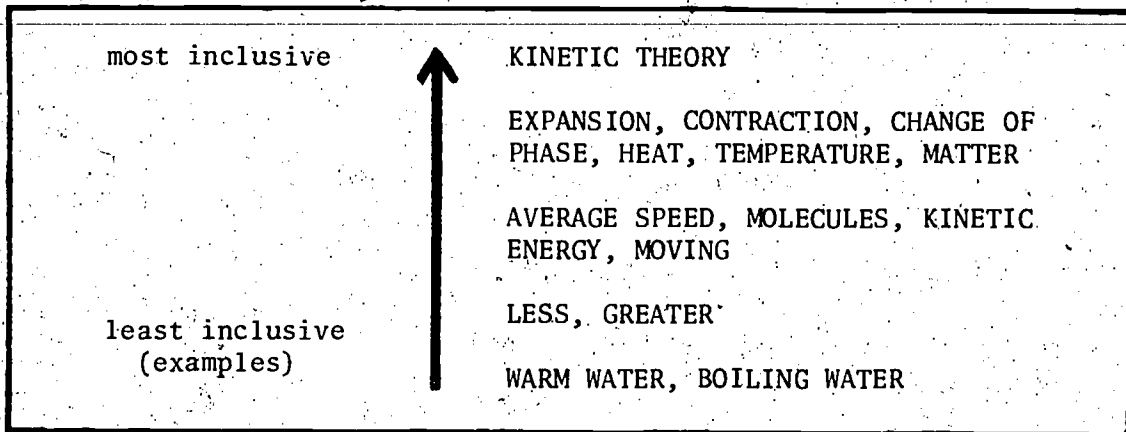 most inclusive
KINETIC THEORY
EXPANSION, CONTRACTION, CHANGE OF
PHASE, HEAT, TEMPERATURE, MATTER
AVERAGE SPEED, MOLECULES, KINETIC
ENERGY, MOVING
LESS, GREATER
least inclusive
(examples)
WARM WATER, BOILING WATER